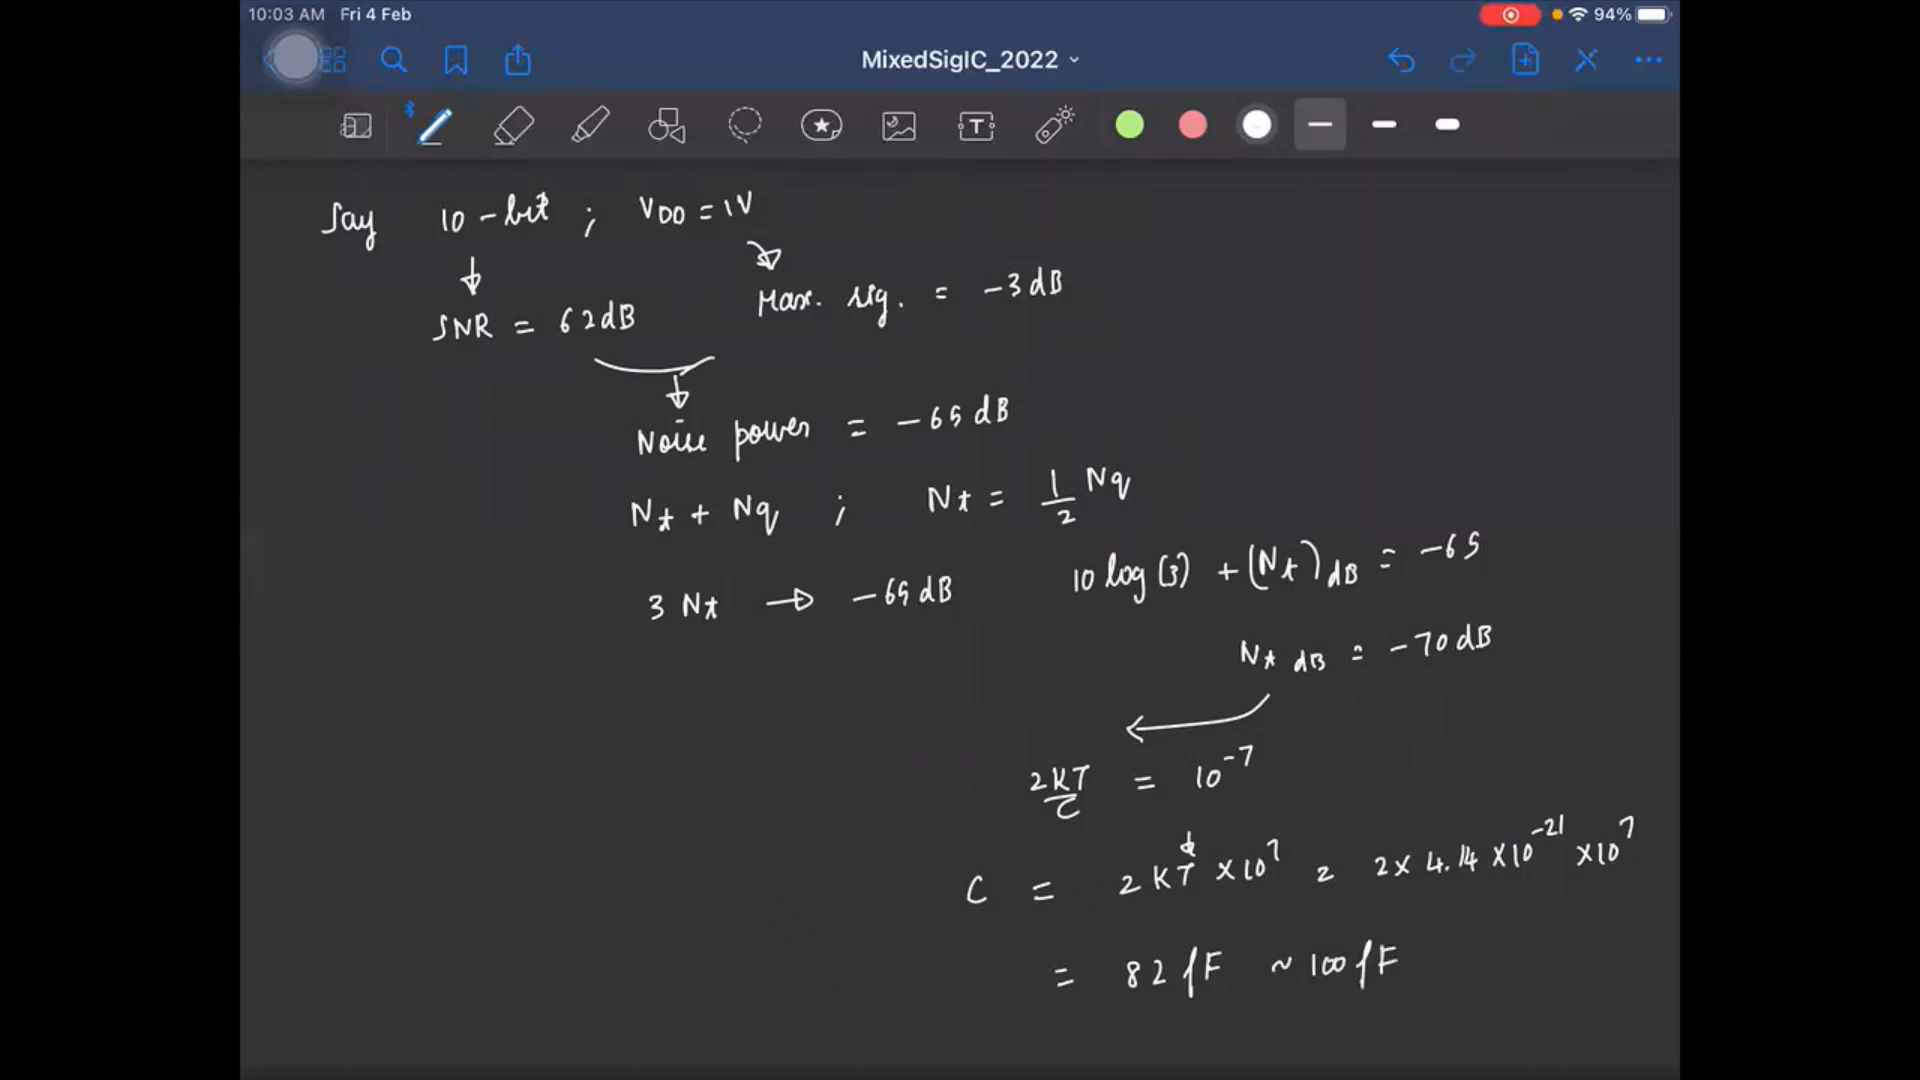 10:03 AM Fri 4 Feb
94%
MixedSigIC_2022
T
Say 10-bit ; VDD = 1V
Max. sig. = -3dB
SNR = 62dB
Noise power = -65 dB
Nt + Nq ; Nt = 1/2 Nq
10 log (3) + (Nt)dB = -65
3 Nt → -65 dB
Nt dB = -70 dB
2KT/C = 10^-7
C = 2 KT × 10^7 = 2 × 4.14 × 10^-21 × 10^7
= 82 fF ~ 100 fF